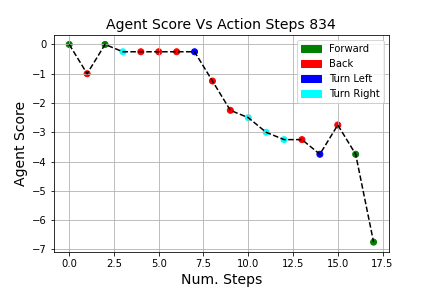 Agent Score Vs Action Steps 834
Forward
Back
Turn Left
Turn Right
Agent Score
0
−1
−2
−3
−4
−5
−6
−7
0.0 2.5 5.0 7.5 10.0 12.5 15.0 17.5
Num. Steps